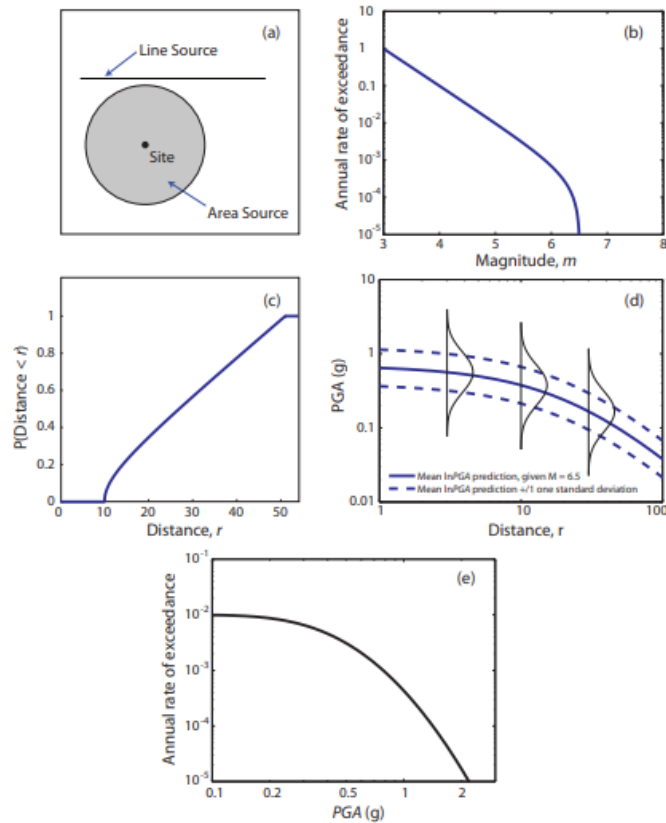 (a)
Line Source
Site
Area Source
(b)
Annual rate of exceedance
1
0.1
0.01
10-3
10-4
10-5
3 4 5 6 7 8
Magnitude, m
(c)
P(Distance < r)
1
0.8
0.6
0.4
0.2
0
0 10 20 30 40 50
Distance, r
(d)
PGA (g)
10
1
0.1
0.01
Mean lnPGA prediction, given M = 6.5
Mean lnPGA prediction +/1 one standard deviation
1 10 100
Distance, r
(e)
Annual rate of exceedance
10-1
10-2
10-3
10-4
10-5
0.1 0.2 0.5 1 2
PGA (g)